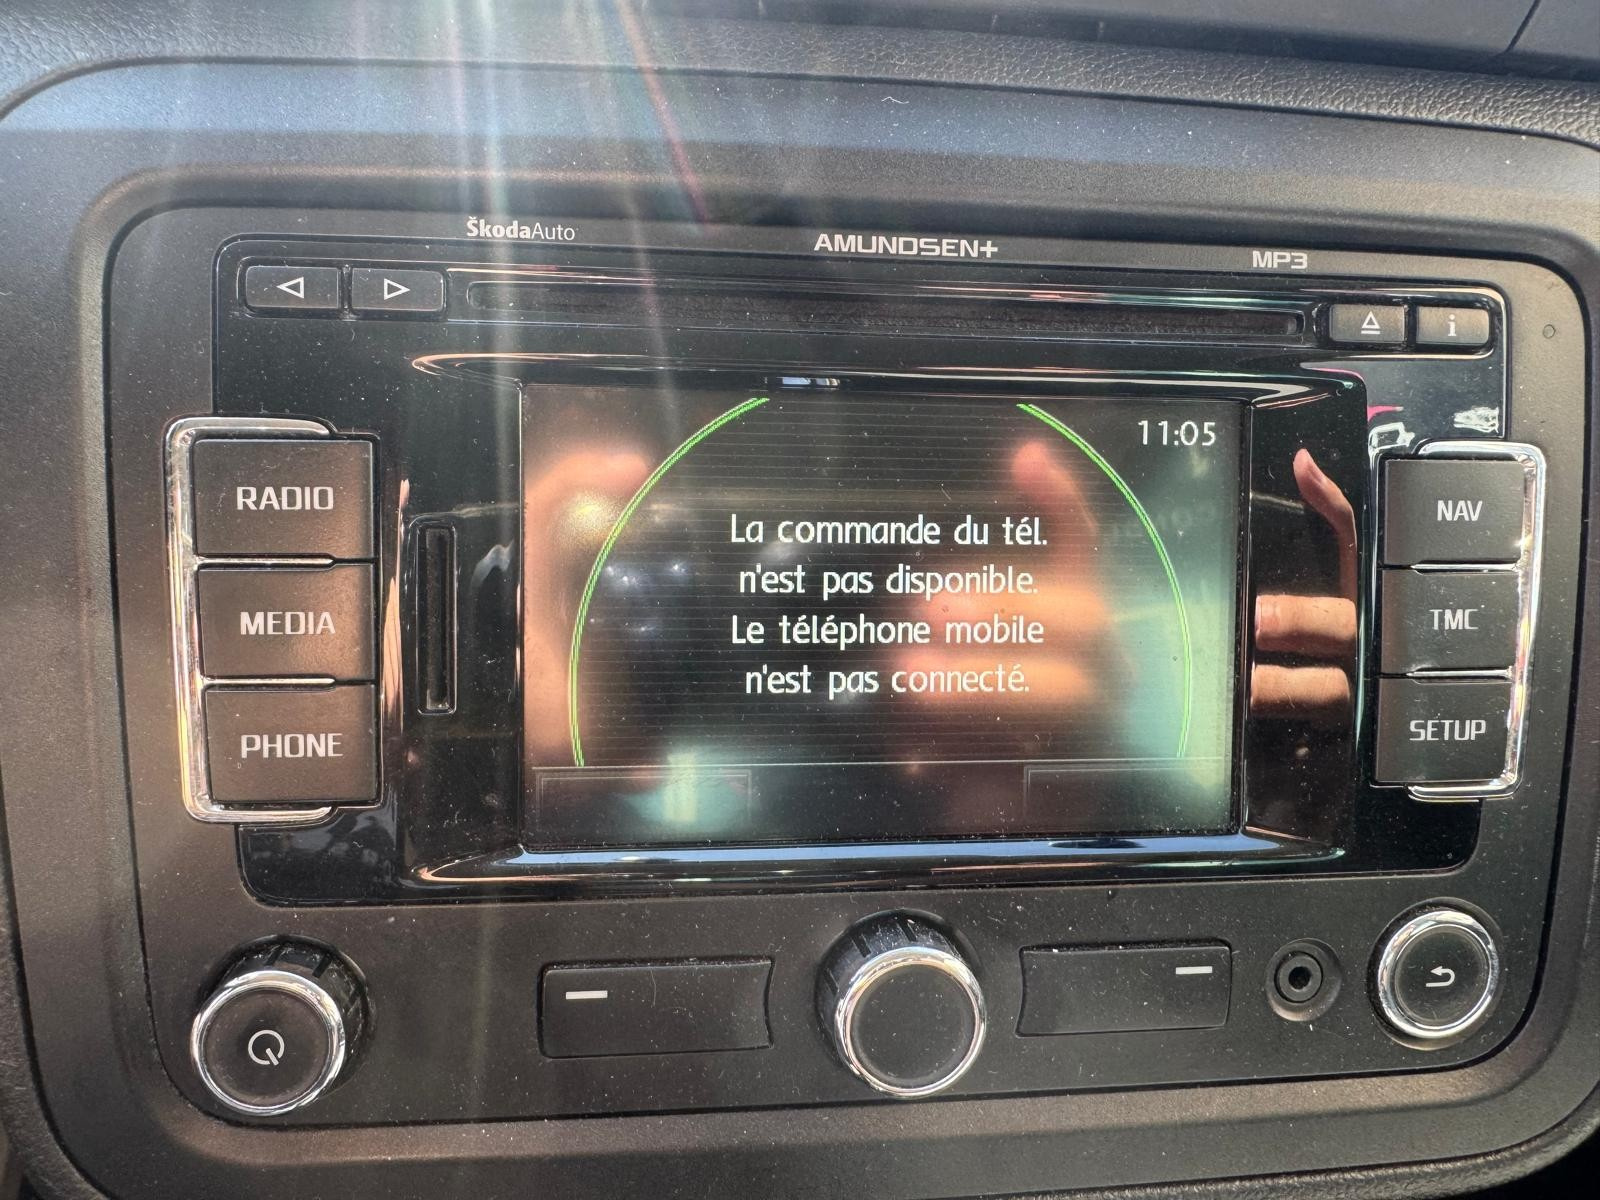 ŠkodaAuto
AMUNDSEN+
MP3
i
RADIO
MEDIA
PHONE
11:05
La commande du tél.
n'est pas disponible.
Le téléphone mobile
n'est pas connecté.
NAV
TMC
SETUP